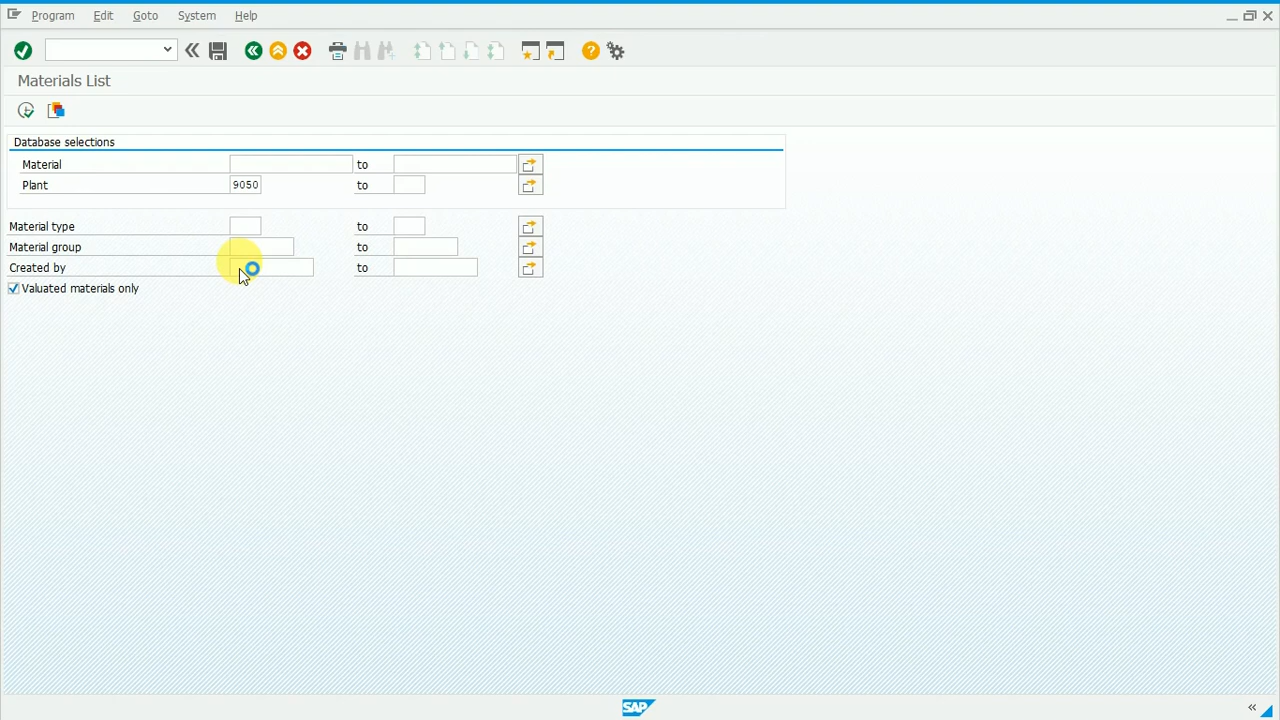 Program Edit Goto System Help
Materials List
Database selections
Material to
Plant 9050 to
Material type to
Material group to
Created by to
Valuated materials only
SAP